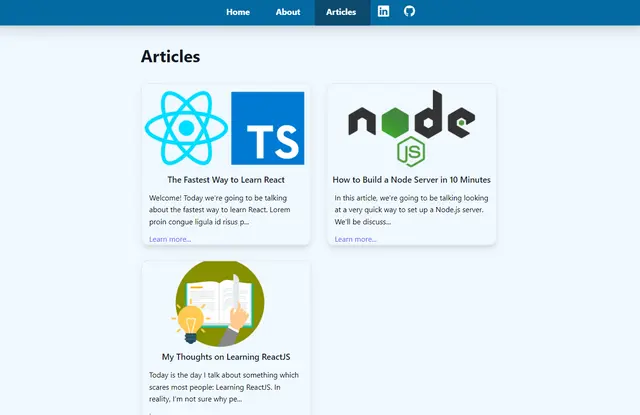 Home About Articles
Articles
TS
The Fastest Way to Learn React
Welcome! Today we're going to be talking
about the fastest way to learn React. Lorem
proin congue ligula id risus p...
Learn more...
node
JS
How to Build a Node Server in 10 Minutes
In this article, we're going to be talking looking
at a very quick way to set up a Node.js server.
We'll be discuss...
Learn more...
My Thoughts on Learning ReactJS
Today is the day I talk about something which
scares most people: Learning ReactJS. In
reality, I'm not sure why pe...